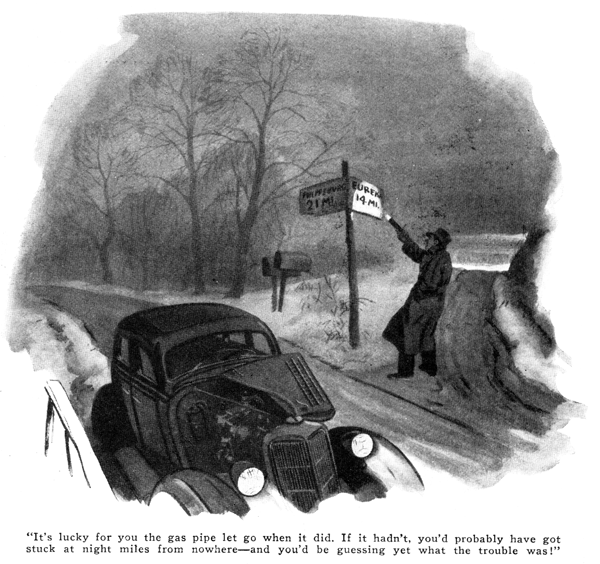 21 MI.
EUREKA
14 MI.
"It's lucky for you the gas pipe let go when it did. If it hadn't, you'd probably have got
stuck at night miles from nowhere—and you'd be guessing yet what the trouble was!"